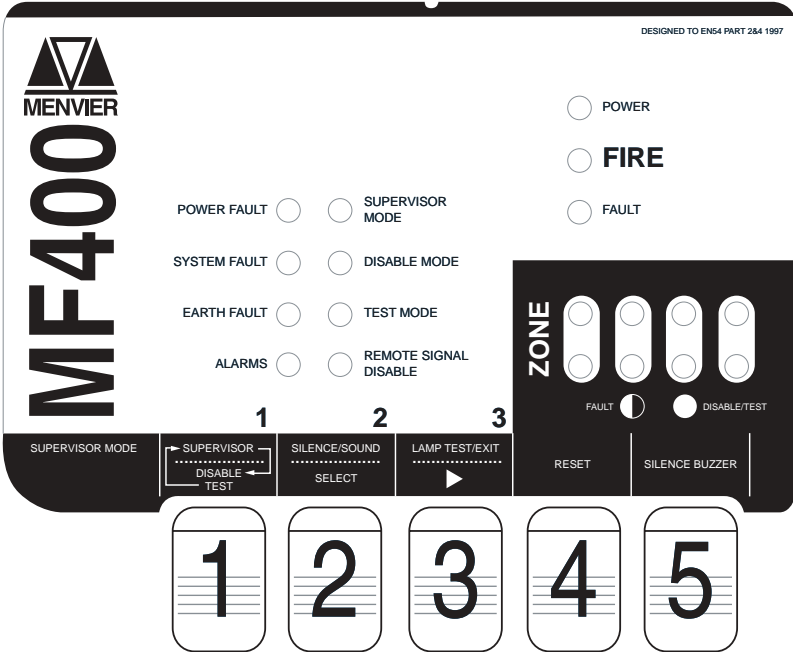 DESIGNED TO EN54 PART 2&4 1997
MENVIER
MF400
POWER
FIRE
FAULT
POWER FAULT
SUPERVISOR
MODE
SYSTEM FAULT
DISABLE MODE
EARTH FAULT
TEST MODE
ALARMS
REMOTE SIGNAL
DISABLE
ZONE
FAULT
DISABLE/TEST
1
2
3
SUPERVISOR MODE
SUPERVISOR
DISABLE
TEST
SILENCE/SOUND
SELECT
LAMP TEST/EXIT
RESET
SILENCE BUZZER
1
2
3
4
5